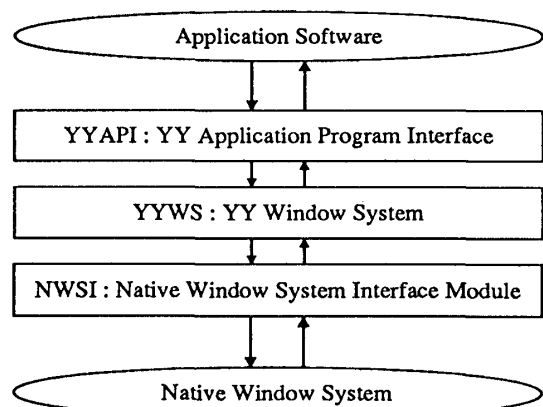 Application Software
YYAPI : YY Application Program Interface
YYWS : YY Window System
NWSI : Native Window System Interface Module
Native Window System